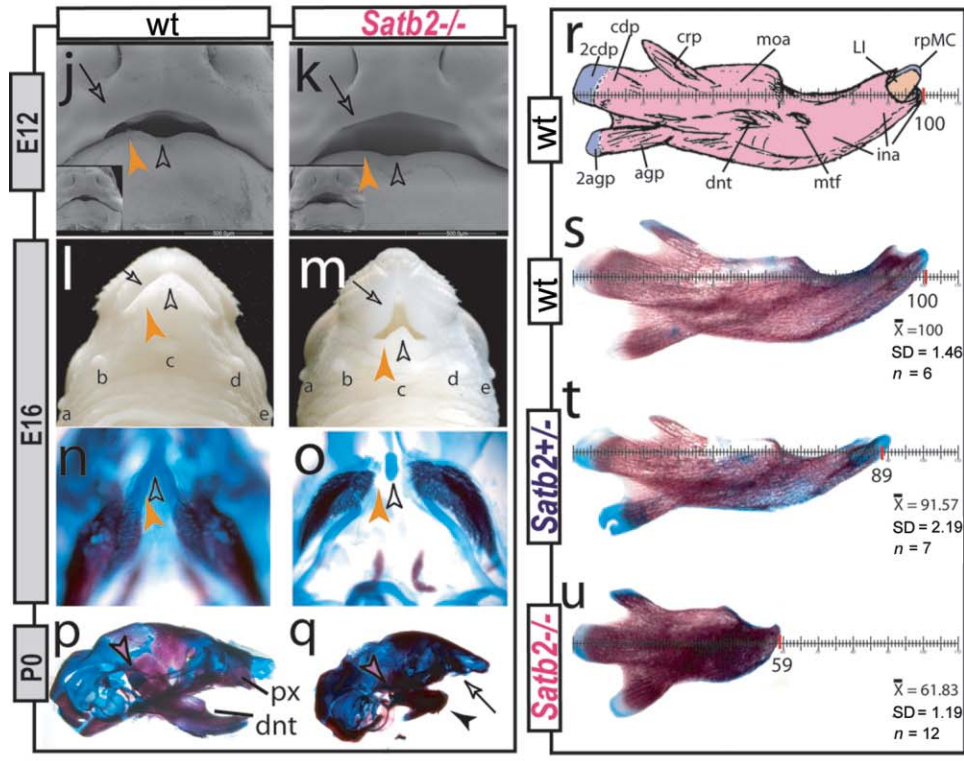 wt
Satb2-/-
E12
j
k
E16
l
m
b
c
d
a
e
a
b
c
d
e
n
o
P0
p
q
px
dnt
wt
r
2cdp
cdp
crp
moa
LI
rpMC
100
2agp
agp
dnt
mtf
ina
wt
s
100
X̄ =100
SD = 1.46
n = 6
Satb2+/-
t
89
X̄ =91.57
SD = 2.19
n = 7
Satb2-/-
u
59
X̄ =61.83
SD = 1.19
n = 12